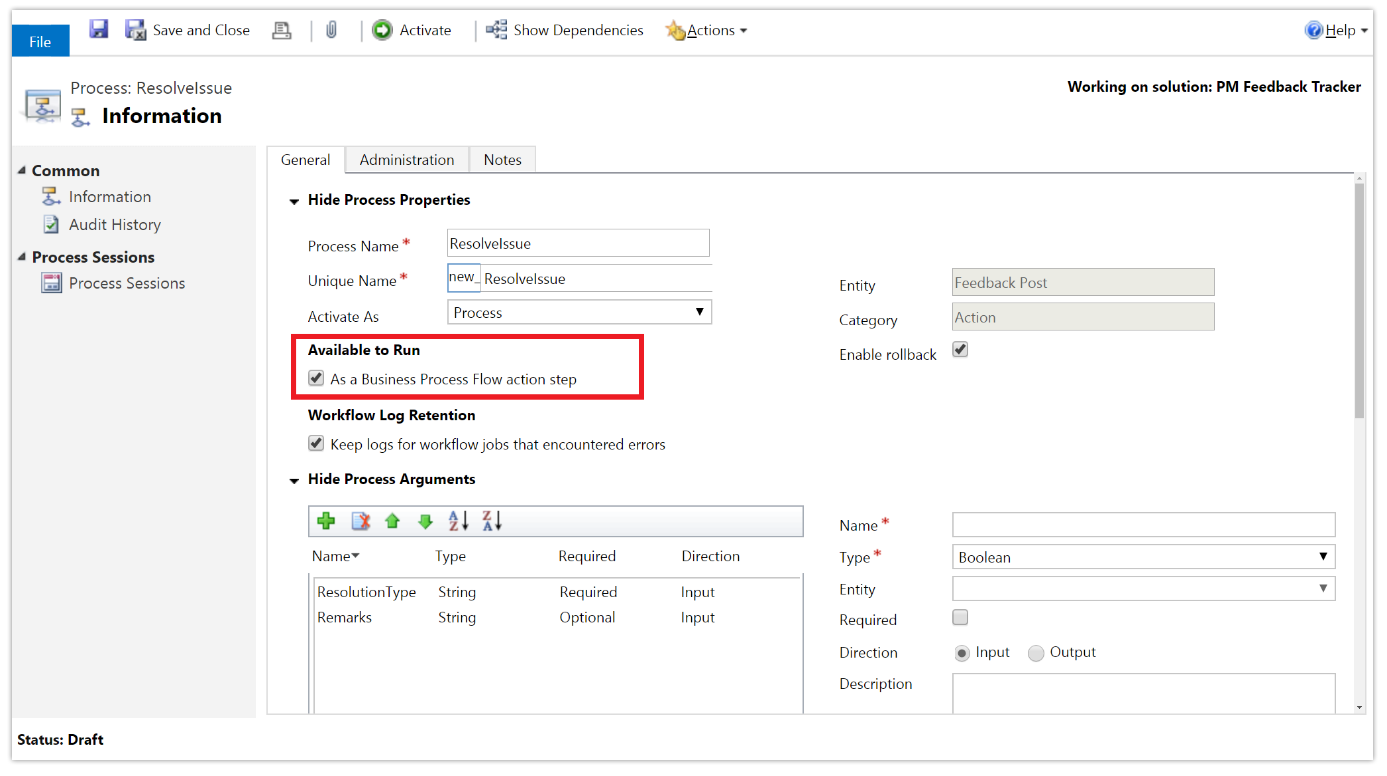 File
Save and Close
Activate
Show Dependencies
Actions
Help
Process: ResolveIssue
Information
Working on solution: PM Feedback Tracker
Common
Information
Audit History
Process Sessions
Process Sessions
General Administration Notes
Hide Process Properties
Process Name* ResolveIssue
Unique Name* new_ ResolveIssue
Activate As Process
Entity Feedback Post
Category Action
Enable rollback
Available to Run
As a Business Process Flow action step
Workflow Log Retention
Keep logs for workflow jobs that encountered errors
Hide Process Arguments
Name Type Required Direction
ResolutionType String Required Input
Remarks String Optional Input
Name*
Type* Boolean
Entity
Required
Direction Input Output
Description
Status: Draft